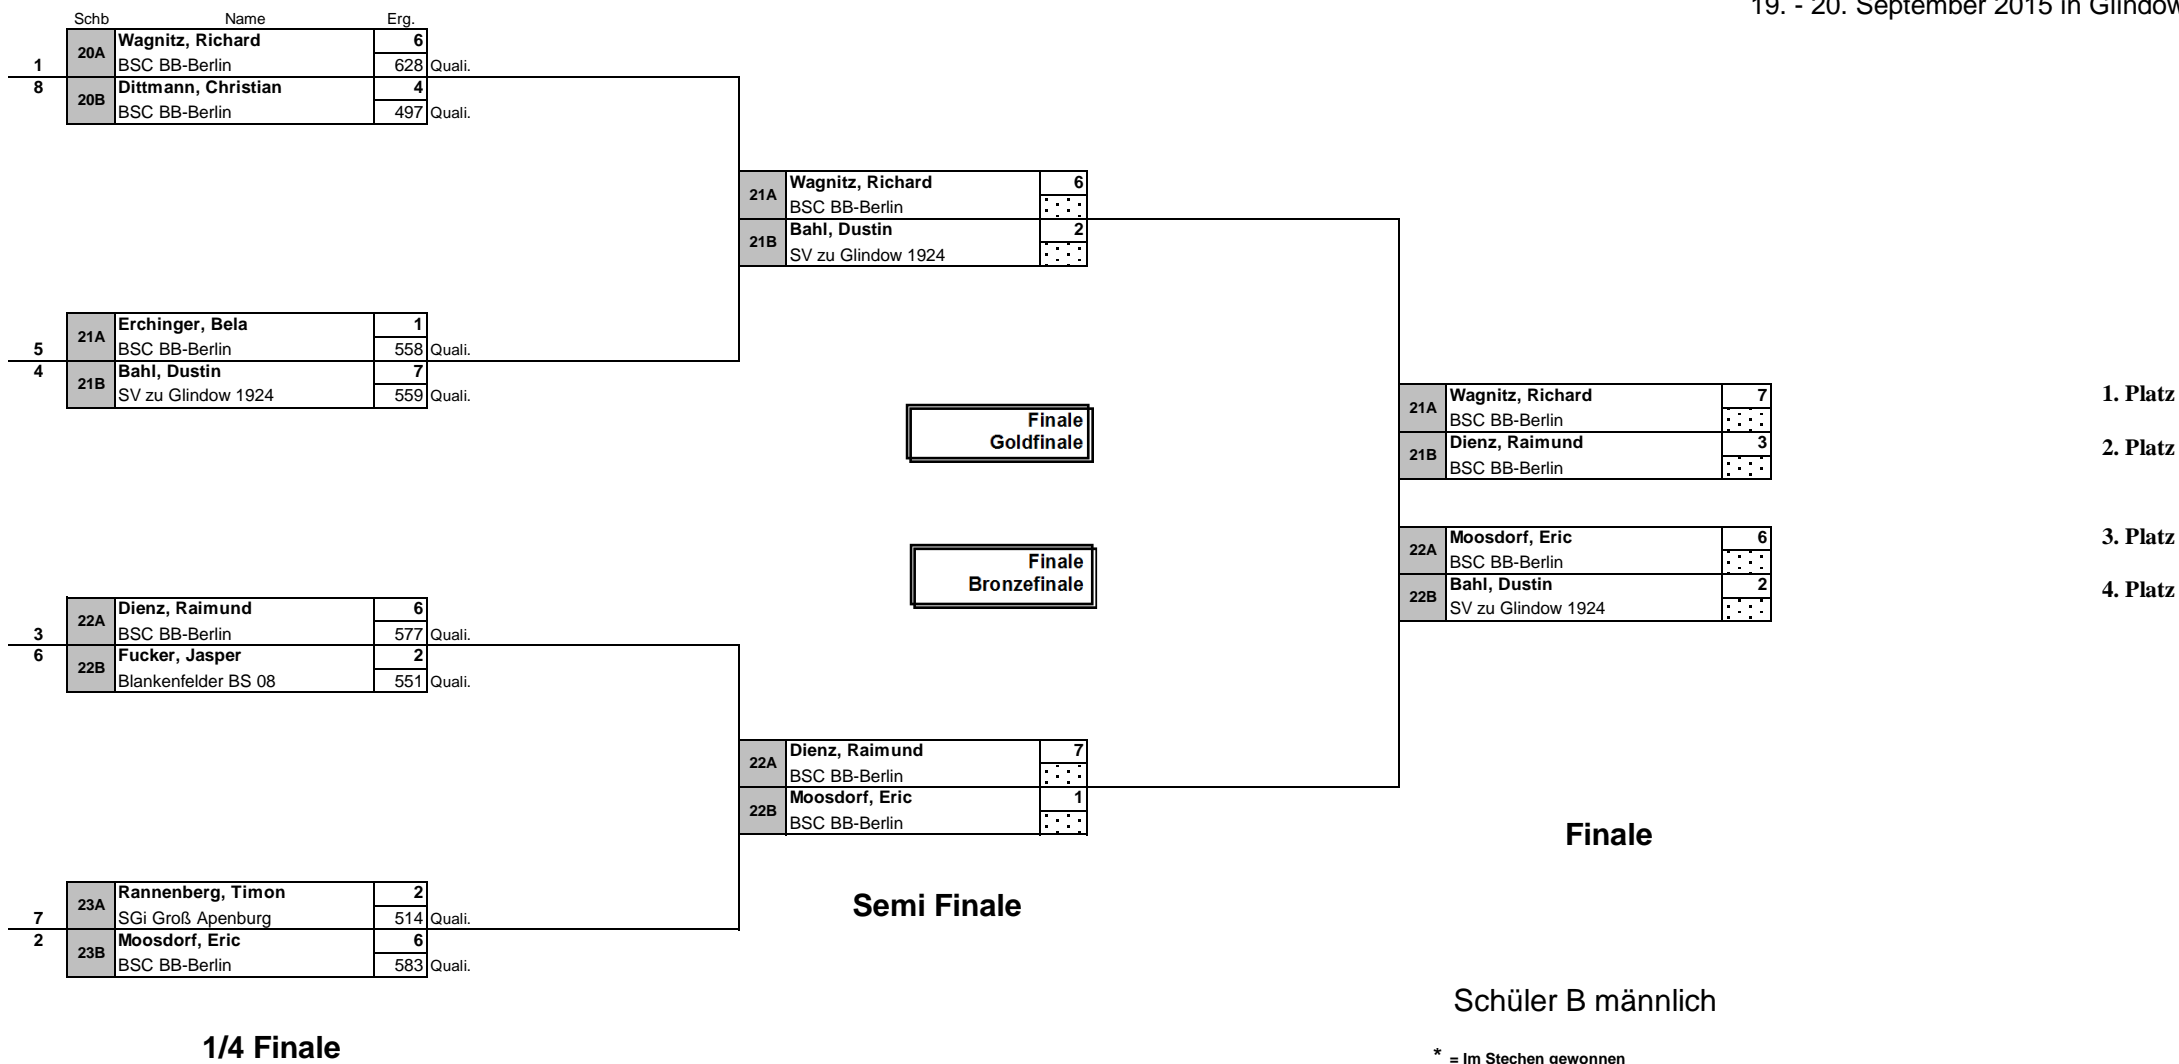 19. - 20. September 2015 in Glindow
Schb Name Erg.
20A Wagnitz, Richard 6
1 BSC BB-Berlin 628 Quali.
8 20B Dittmann, Christian 4
BSC BB-Berlin 497 Quali.
21A Wagnitz, Richard 6
BSC BB-Berlin
21B Bahl, Dustin 2
SV zu Glindow 1924
21A Erchinger, Bela 1
5 BSC BB-Berlin 558 Quali.
4 21B Bahl, Dustin 7
SV zu Glindow 1924 559 Quali.
Finale
Goldfinale
21A Wagnitz, Richard 7 1. Platz
BSC BB-Berlin
21B Dienz, Raimund 3 2. Platz
BSC BB-Berlin
Finale
Bronzefinale
22A Moosdorf, Eric 6 3. Platz
BSC BB-Berlin
22B Bahl, Dustin 2 4. Platz
SV zu Glindow 1924
22A Dienz, Raimund 6
3 BSC BB-Berlin 577 Quali.
6 22B Fucker, Jasper 2
Blankenfelder BS 08 551 Quali.
22A Dienz, Raimund 7
BSC BB-Berlin
22B Moosdorf, Eric 1
BSC BB-Berlin
Finale
23A Rannenberg, Timon 2
7 SGi Groß Apenburg 514 Quali.
2 23B Moosdorf, Eric 6
BSC BB-Berlin 583 Quali.
Semi Finale
Schüler B männlich
1/4 Finale
* = Im Stechen gewonnen